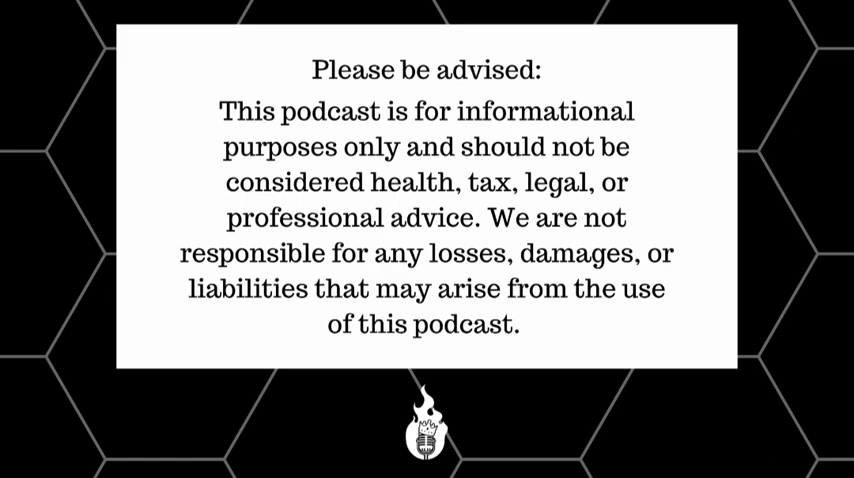 Please be advised:
This podcast is for informational
purposes only and should not be
considered health, tax, legal, or
professional advice. We are not
responsible for any losses, damages, or
liabilities that may arise from the use
of this podcast.